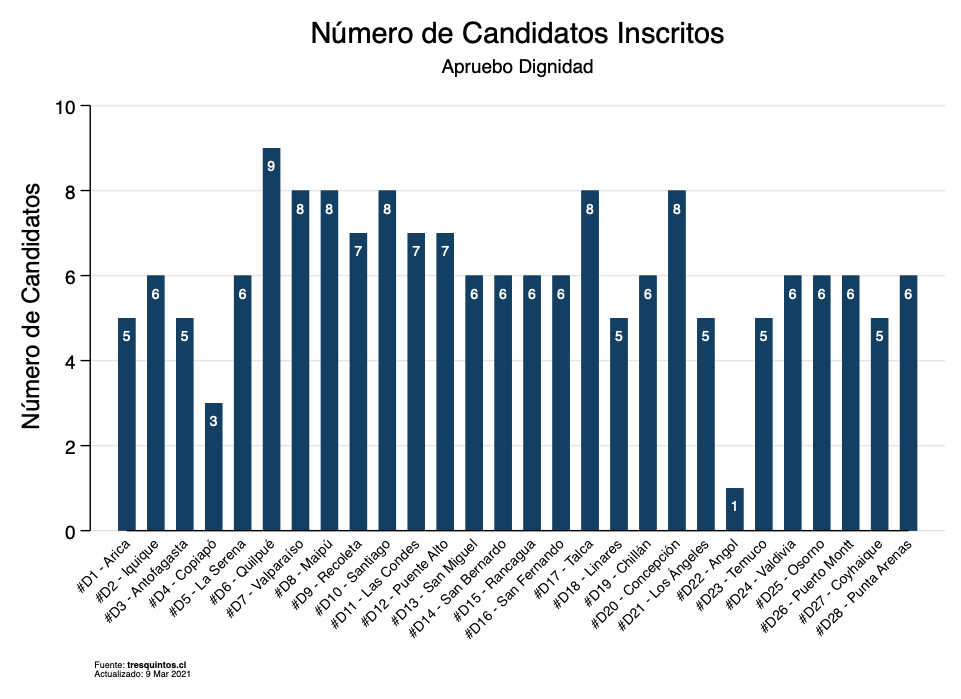 Número de Candidatos Inscritos
Apruebo Dignidad
Número de Candidatos
10
8
6
4
2
0
5
6
5
3
6
9
8
8
7
8
7
7
6
6
6
6
8
5
6
8
5
1
5
6
6
6
5
6
#D1 - Arica
#D2 - Iquique
#D3 - Antofagasta
#D4 - Copiapó
#D5 - La Serena
#D6 - Quilpué
#D7 - Valparaíso
#D8 - Maipú
#D9 - Recoleta
#D10 - Santiago
#D11 - Las Condes
#D12 - Puente Alto
#D13 - San Miguel
#D14 - San Bernardo
#D15 - Rancagua
#D16 - San Fernando
#D17 - Talca
#D18 - Linares
#D19 - Chillán
#D20 - Concepción
#D21 - Los Ángeles
#D22 - Angol
#D23 - Temuco
#D24 - Valdivia
#D25 - Osorno
#D26 - Puerto Montt
#D27 - Coyhaique
#D28 - Punta Arenas
Fuente: tresquintos.cl
Actualizado: 9 Mar 2021